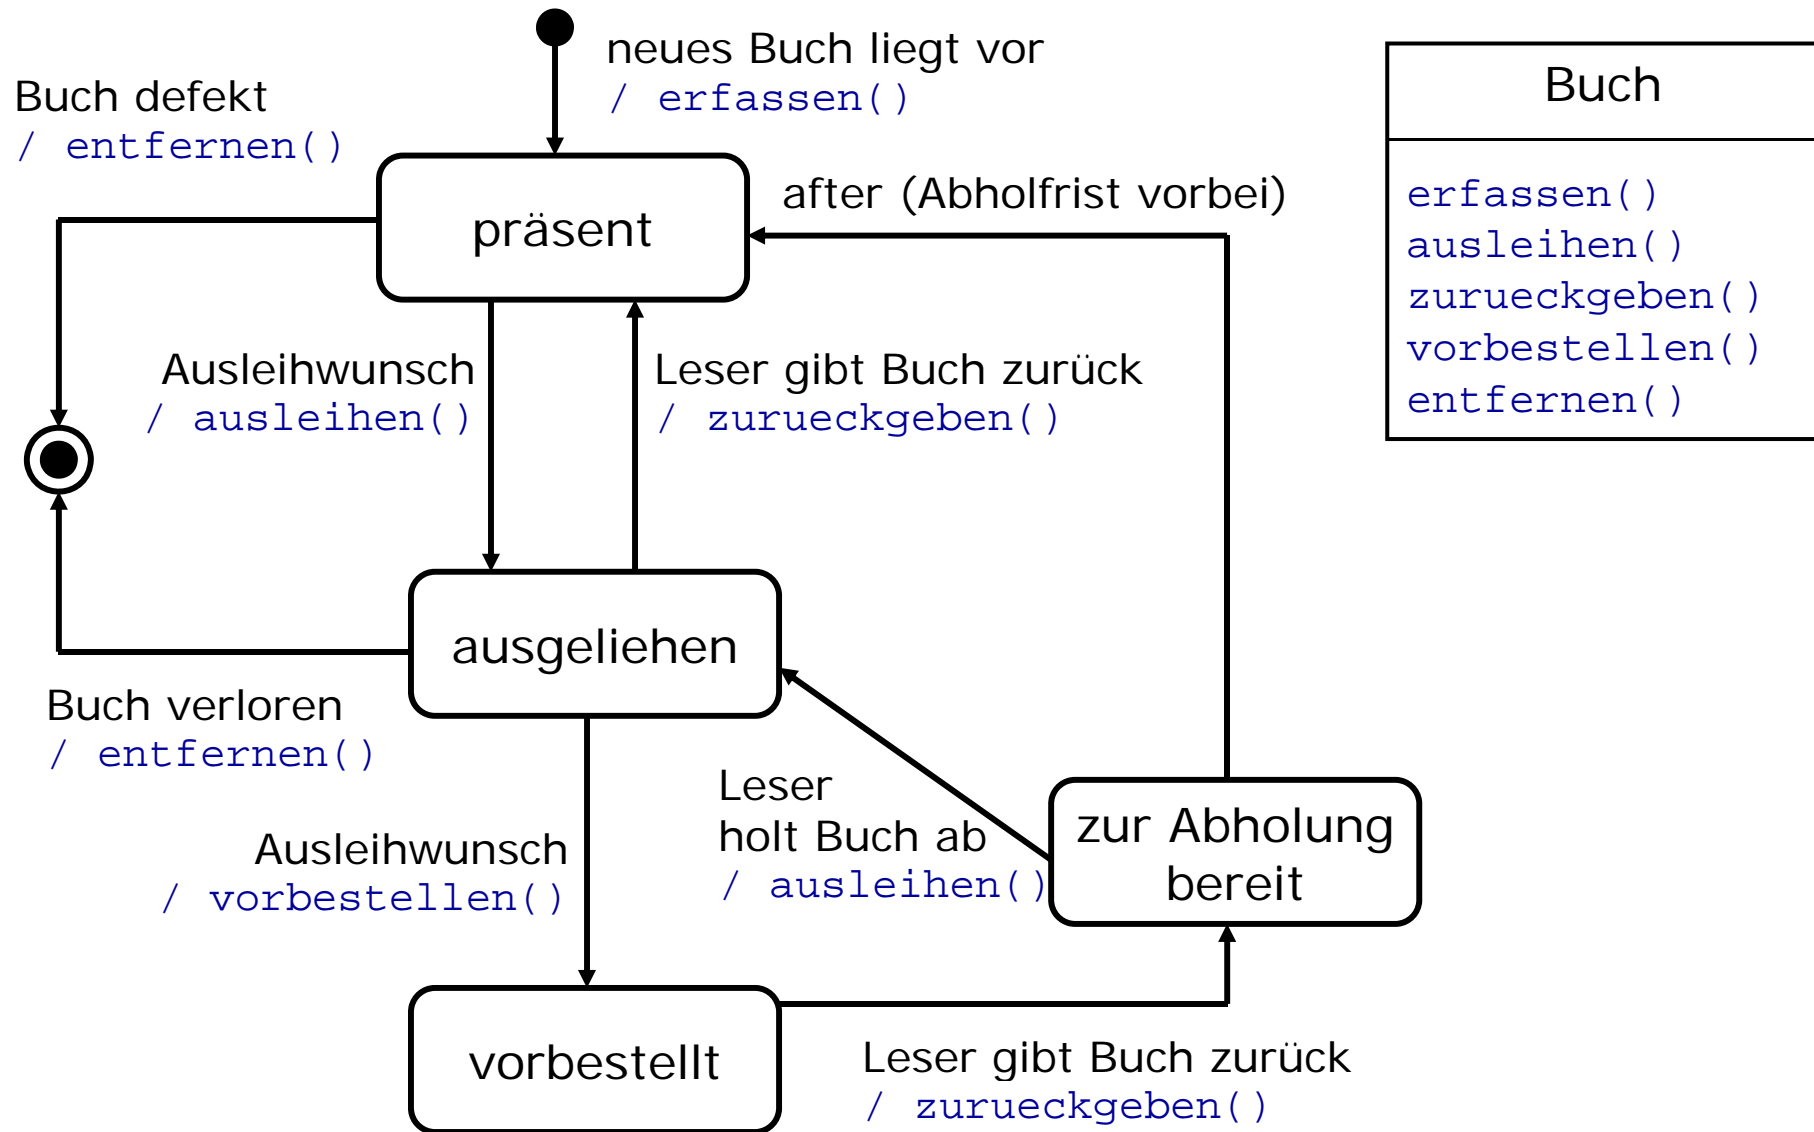 neues Buch liegt vor
/ erfassen()
Buch defekt
/ entfernen()
präsent
after (Abholfrist vorbei)
Ausleihwunsch
/ ausleihen()
Leser gibt Buch zurück
/ zurueckgeben()
ausgeliehen
Buch verloren
/ entfernen()
Leser
holt Buch ab
/ ausleihen()
zur Abholung
bereit
Ausleihwunsch
/ vorbestellen()
vorbestellt
Leser gibt Buch zurück
/ zurueckgeben()
Buch
erfassen()
ausleihen()
zurueckgeben()
vorbestellen()
entfernen()